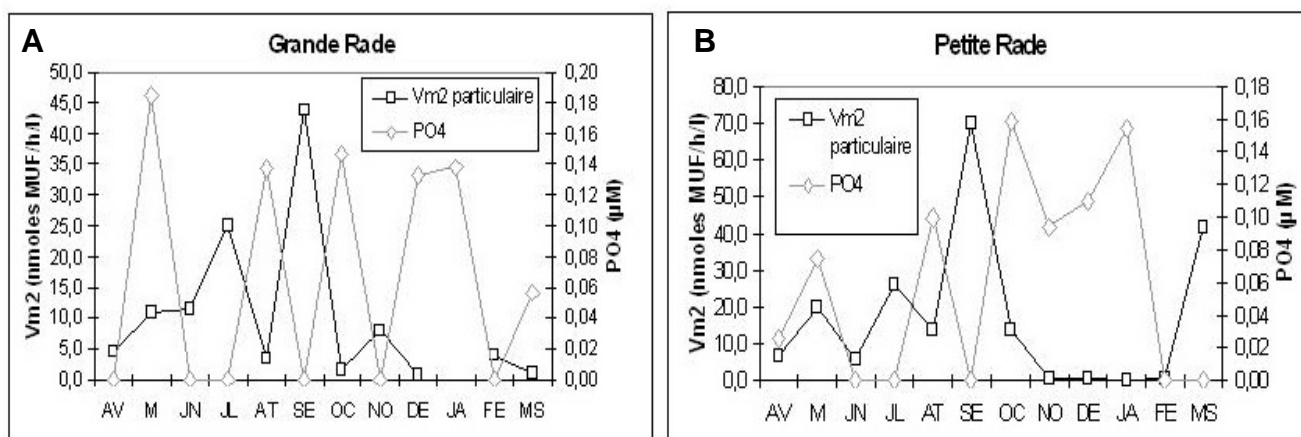 A
Grande Rade
Vm2 (nmoles MUF/h/l)
50,0
45,0
40,0
35,0
30,0
25,0
20,0
15,0
10,0
5,0
0,0
Vm2 particulaire
PO4
0,20
0,18
0,16
0,14
0,12
0,10
0,08
0,06
0,04
0,02
0,00
PO4 (µM)
AV M JN JL AT SE OC NO DE JA FE MS
B
Petite Rade
Vm2 (nmoles MUF/h/l)
80,0
70,0
60,0
50,0
40,0
30,0
20,0
10,0
0,0
Vm2
particulaire
PO4
0,18
0,16
0,14
0,12
0,10
0,08
0,06
0,04
0,02
0,00
PO4 (µM)
AV M JN JL AT SE OC NO DE JA FE MS